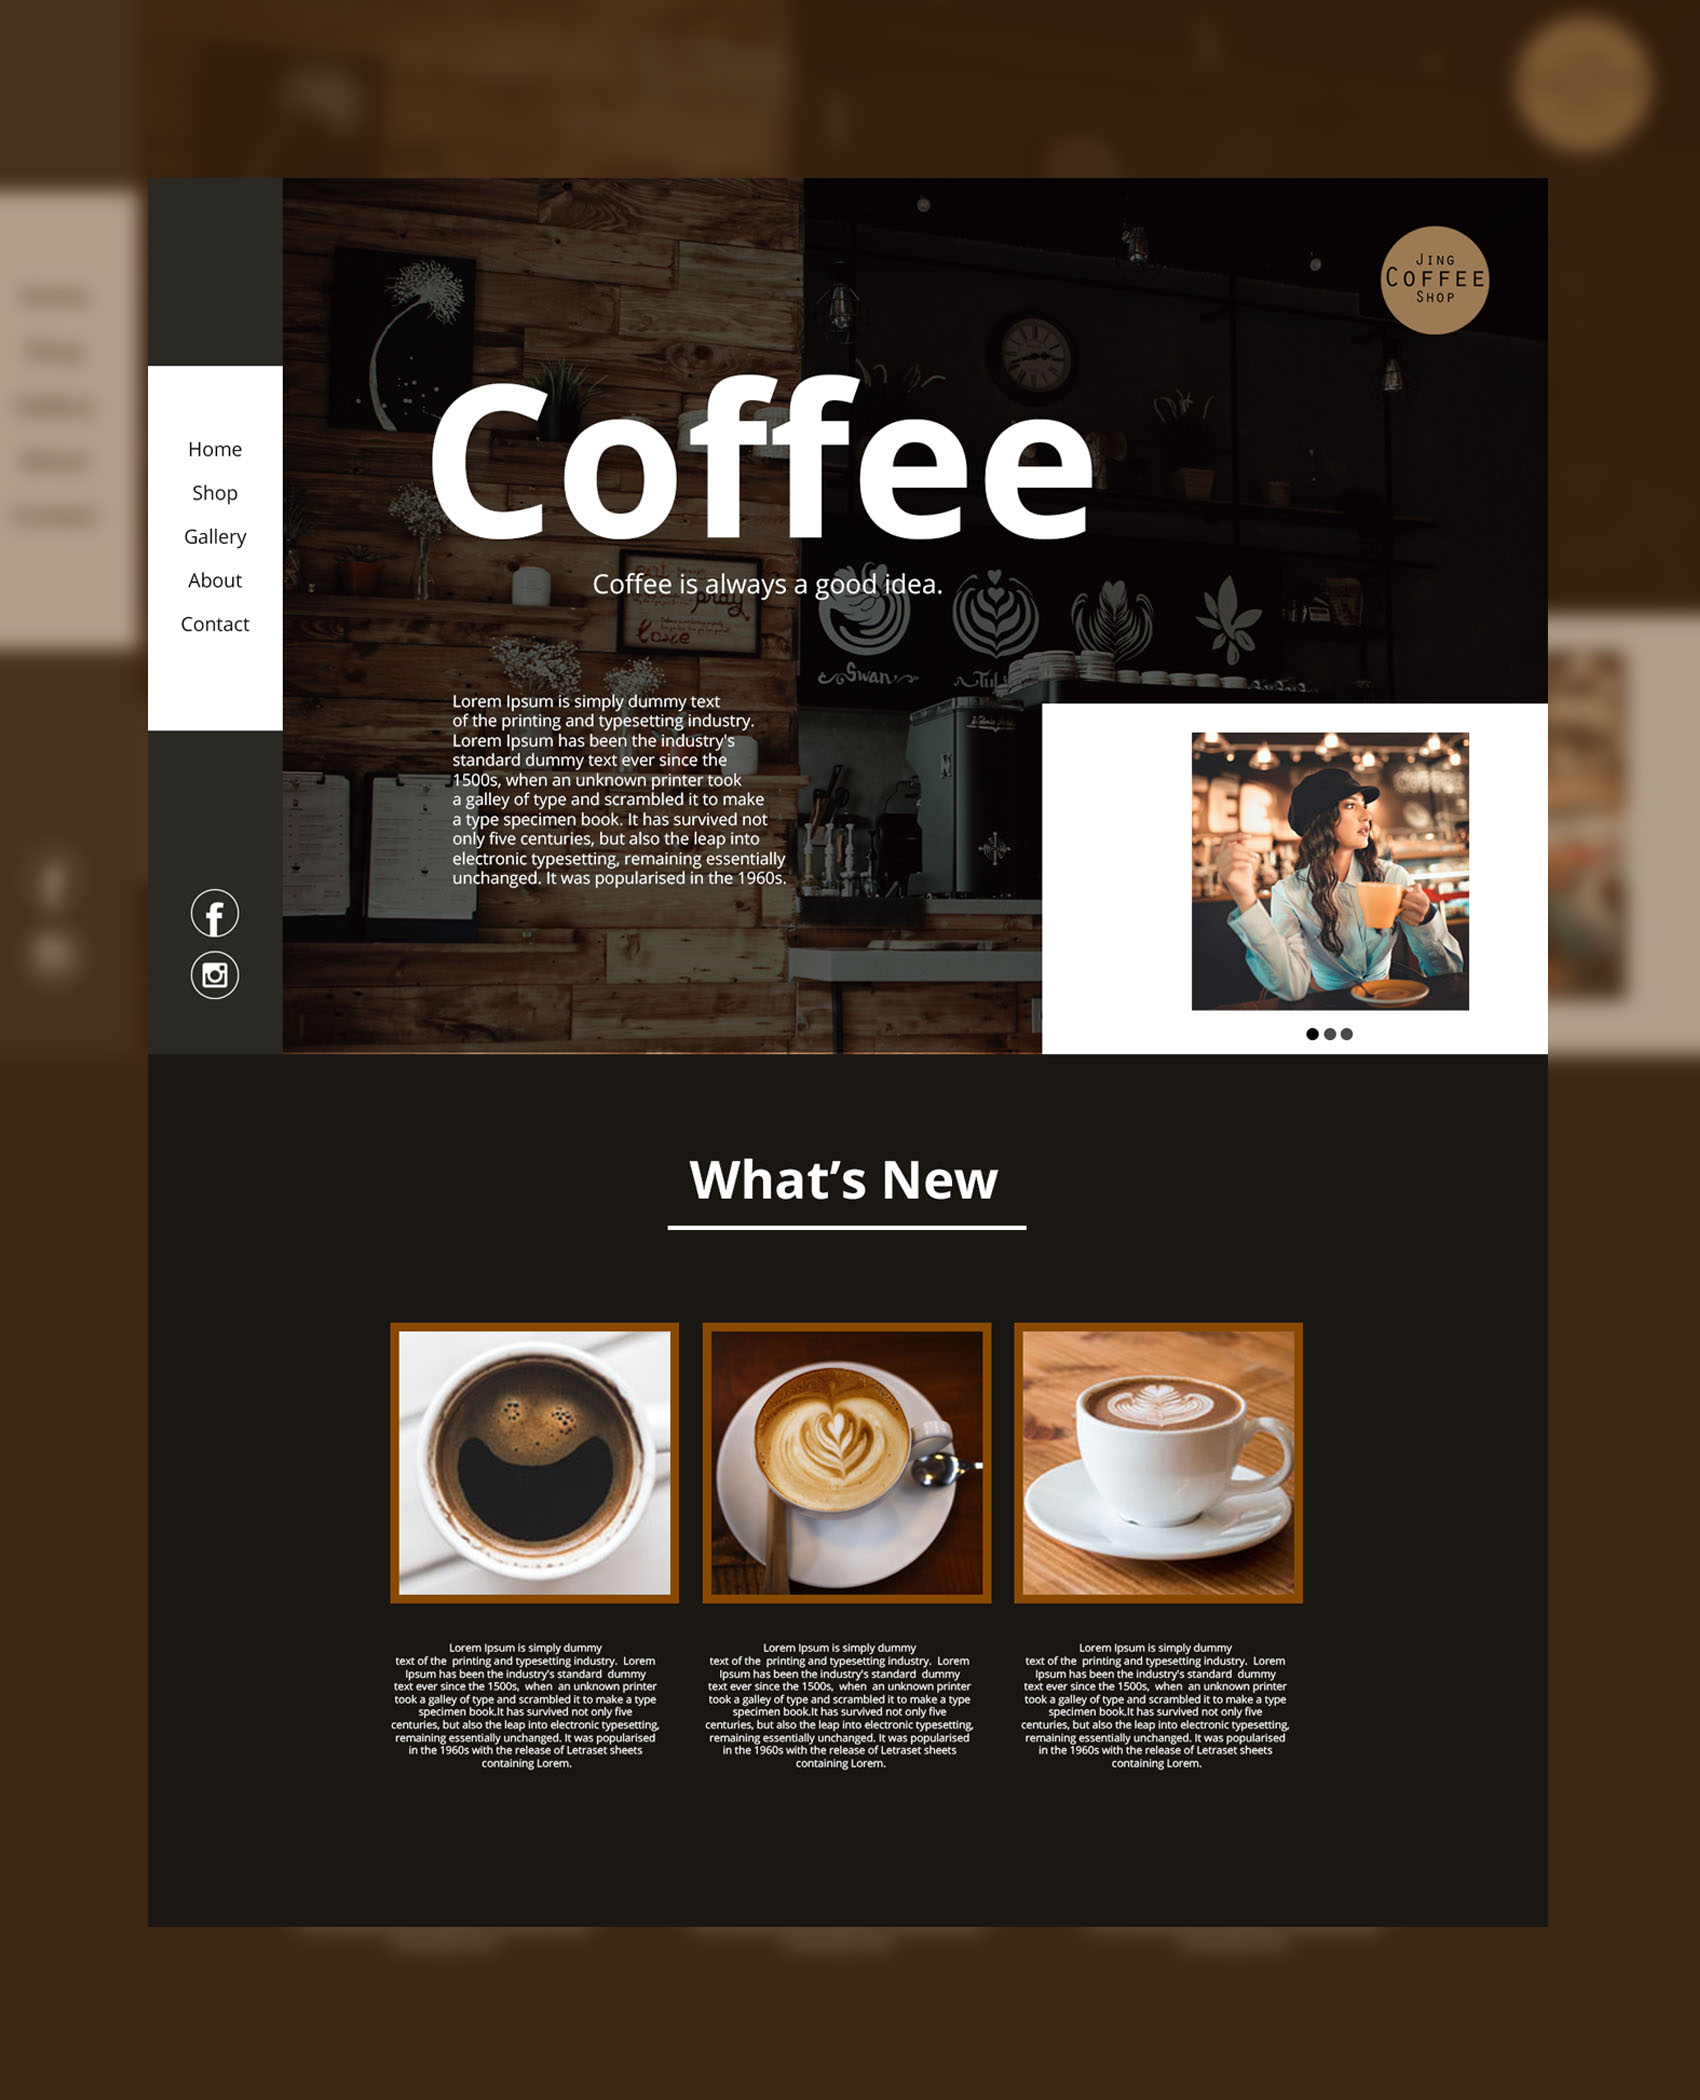 Jing
Coffee
Shop
Home
Shop
Gallery
About
Contact
Coffee
Coffee is always a good idea.
eat
pray
love
Swan
Lorem Ipsum is simply dummy text
of the printing and typesetting industry.
Lorem Ipsum has been the industry's
standard dummy text ever since the
1500s, when an unknown printer took
a galley of type and scrambled it to make
a type specimen book. It has survived not
only five centuries, but also the leap into
electronic typesetting, remaining essentially
unchanged. It was popularised in the 1960s.
What's New
Lorem Ipsum is simply dummy
text of the printing and typesetting industry. Lorem
Ipsum has been the industry's standard dummy
text ever since the 1500s, when an unknown printer
took a galley of type and scrambled it to make a type
specimen book.It has survived not only five
centuries, but also the leap into electronic typesetting,
remaining essentially unchanged. It was popularised
in the 1960s with the release of Letraset sheets
containing Lorem.
Lorem Ipsum is simply dummy
text of the printing and typesetting industry. Lorem
Ipsum has been the industry's standard dummy
text ever since the 1500s, when an unknown printer
took a galley of type and scrambled it to make a type
specimen book.It has survived not only five
centuries, but also the leap into electronic typesetting,
remaining essentially unchanged. It was popularised
in the 1960s with the release of Letraset sheets
containing Lorem.
Lorem Ipsum is simply dummy
text of the printing and typesetting industry. Lorem
Ipsum has been the industry's standard dummy
text ever since the 1500s, when an unknown printer
took a galley of type and scrambled it to make a type
specimen book.It has survived not only five
centuries, but also the leap into electronic typesetting,
remaining essentially unchanged. It was popularised
in the 1960s with the release of Letraset sheets
containing Lorem.